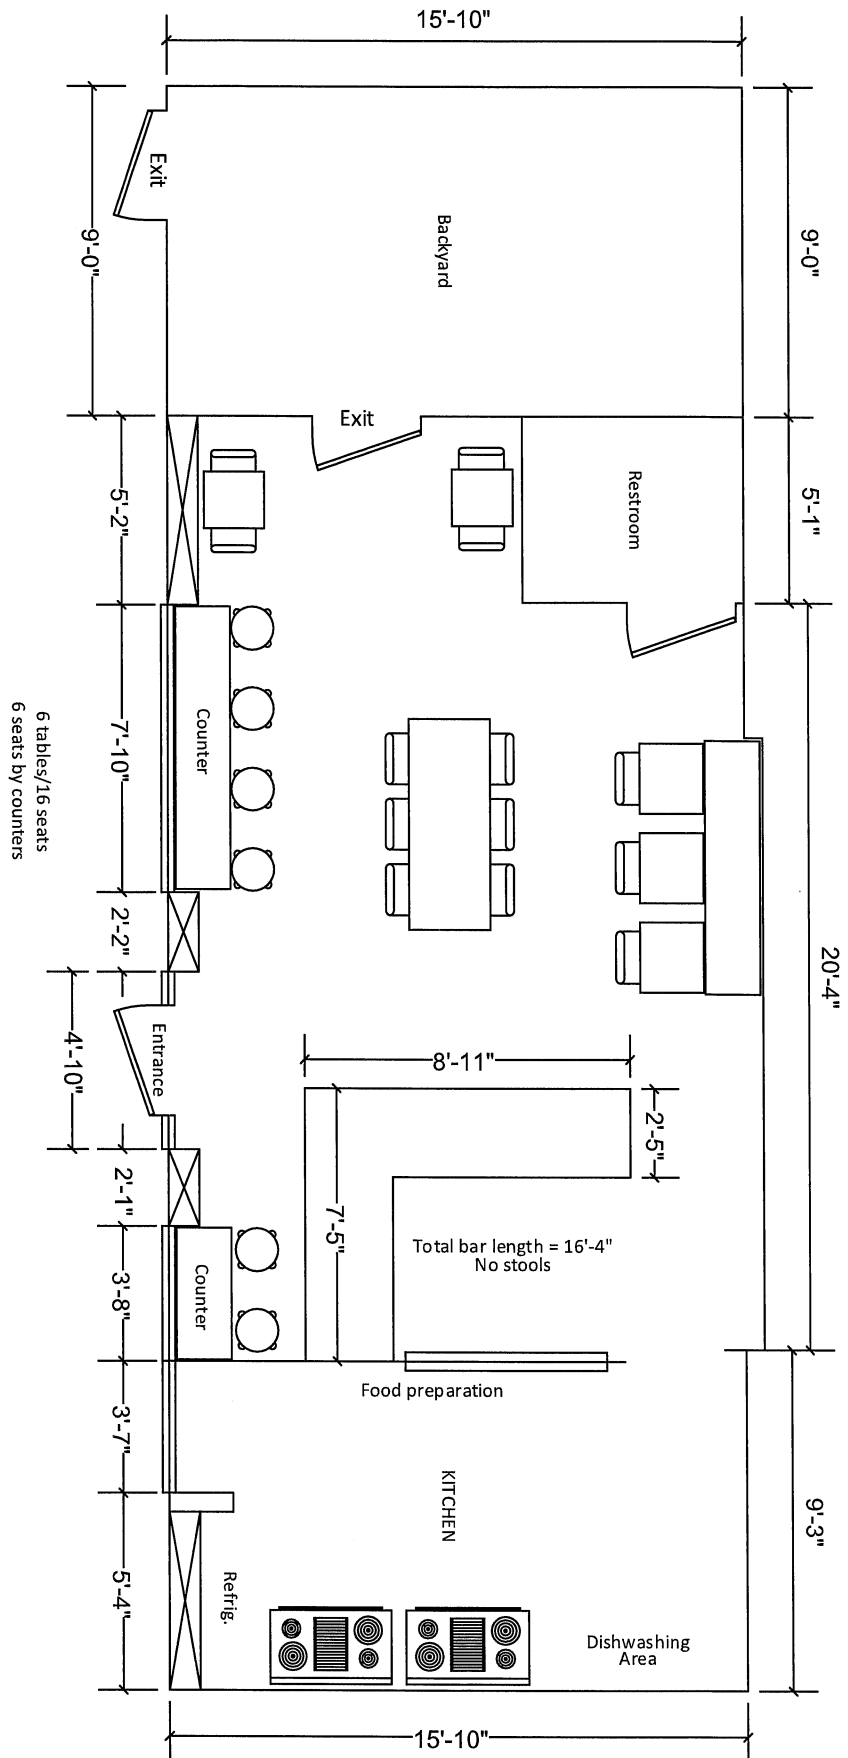 15'-10"
Exit
9'-0"
Backyard
9'-0"
Exit
5'-2"
Restroom
5'-1"
Counter
7'-10"
6 tables/16 seats
6 seats by counters
2'-2"
20'-4"
Entrance
4'-10"
8'-11"
2'-5"
2'-1"
7'-5"
Total bar length = 16'-4"
No stools
Counter
3'-8"
Food preparation
3'-7"
KITCHEN
9'-3"
Refrig.
5'-4"
Dishwashing
Area
15'-10"